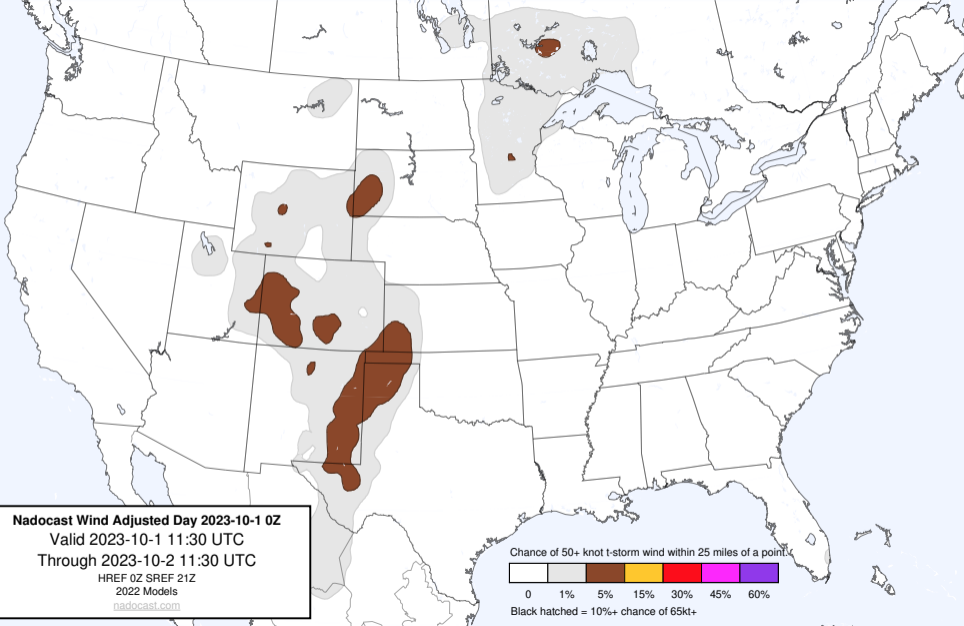 Nadocast Wind Adjusted Day 2023-10-1 0Z
Valid 2023-10-1 11:30 UTC
Through 2023-10-2 11:30 UTC
HREF 0Z SREF 21Z
2022 Models
nadocast.com
Chance of 50+ knot t-storm wind within 25 miles of a point.
0 1% 5% 15% 30% 45% 60%
Black hatched = 10%+ chance of 65kt+